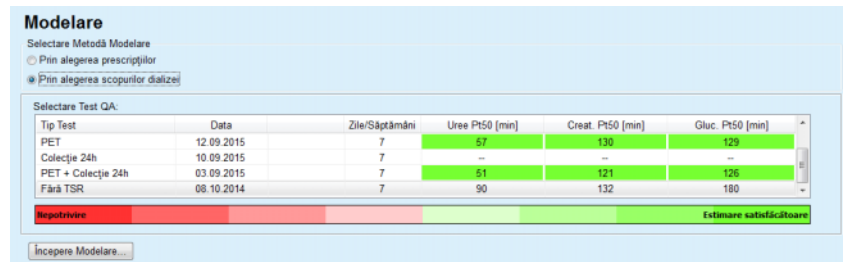 Modelare
Selectare Metodă Modelare
Prin alegerea prescripțiilor
Prin alegerea scopurilor dializei
Selectare Test QA:
Tip Test Data Zile/Săptămâni Uree Pt50 [min] Creat. Pt50 [min] Gluc. Pt50 [min]
PET 12.09.2015 7 57 130 129
Colecție 24h 10.09.2015 7 -- -- --
PET + Colecție 24h 03.09.2015 7 51 121 126
Fără TSR 08.10.2014 7 90 132 180
Nepotrivire Estimare satisfăcătoare
Începere Modelare...